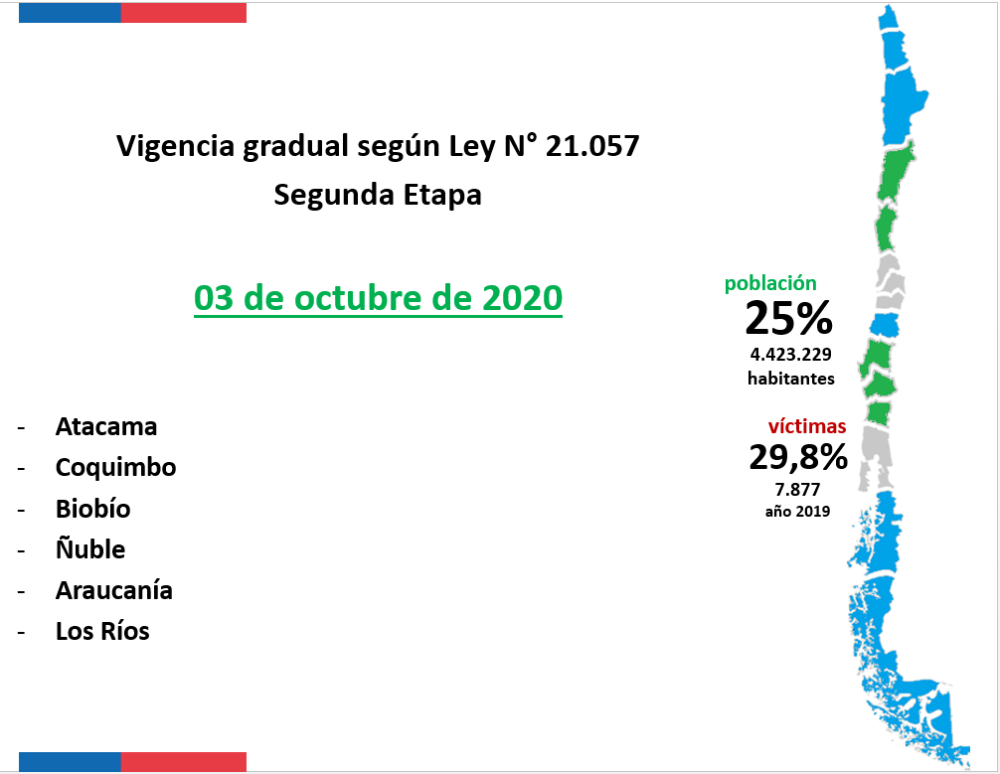 Vigencia gradual según Ley N° 21.057
Segunda Etapa
03 de octubre de 2020
- Atacama
- Coquimbo
- Biobío
- Ñuble
- Araucanía
- Los Ríos
población
25%
4.423.229
habitantes
víctimas
29,8%
7.877
año 2019